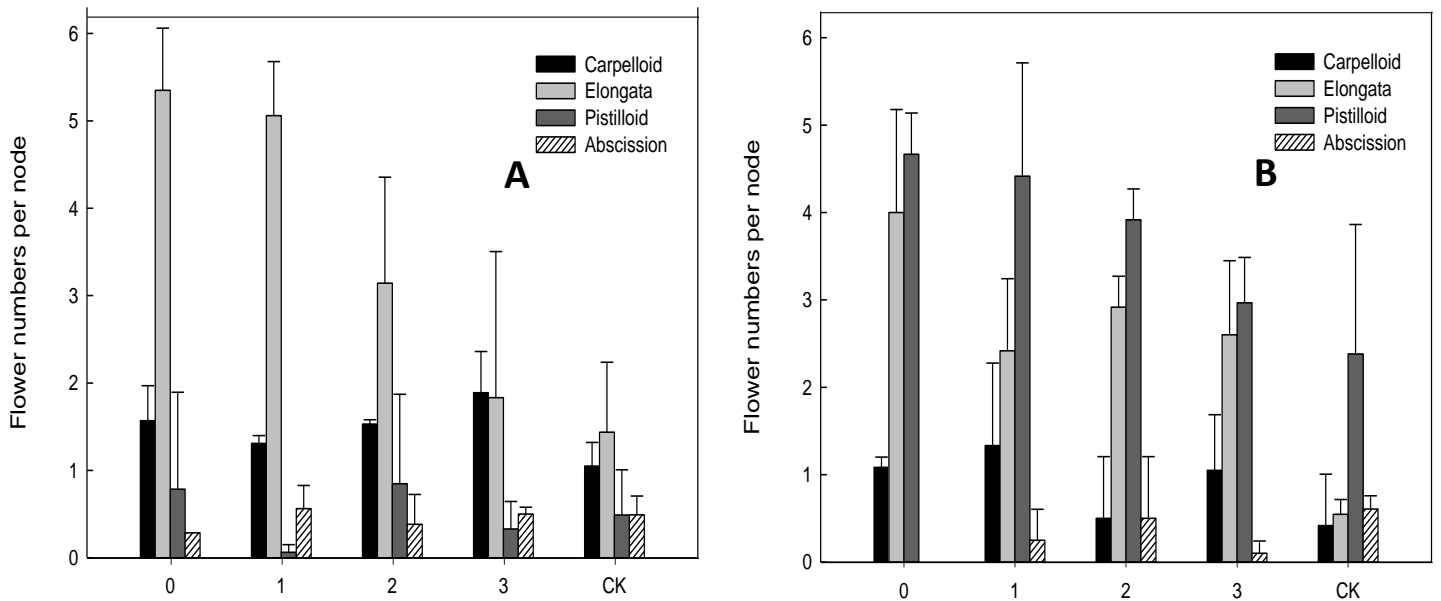 6
5
4
3
2
1
0
Flower numbers per node
Carpelloid
Elongata
Pistilloid
Abscission
A
0 1 2 3 CK
6
5
4
3
2
1
0
Flower numbers per node
Carpelloid
Elongata
Pistilloid
Abscission
B
0 1 2 3 CK